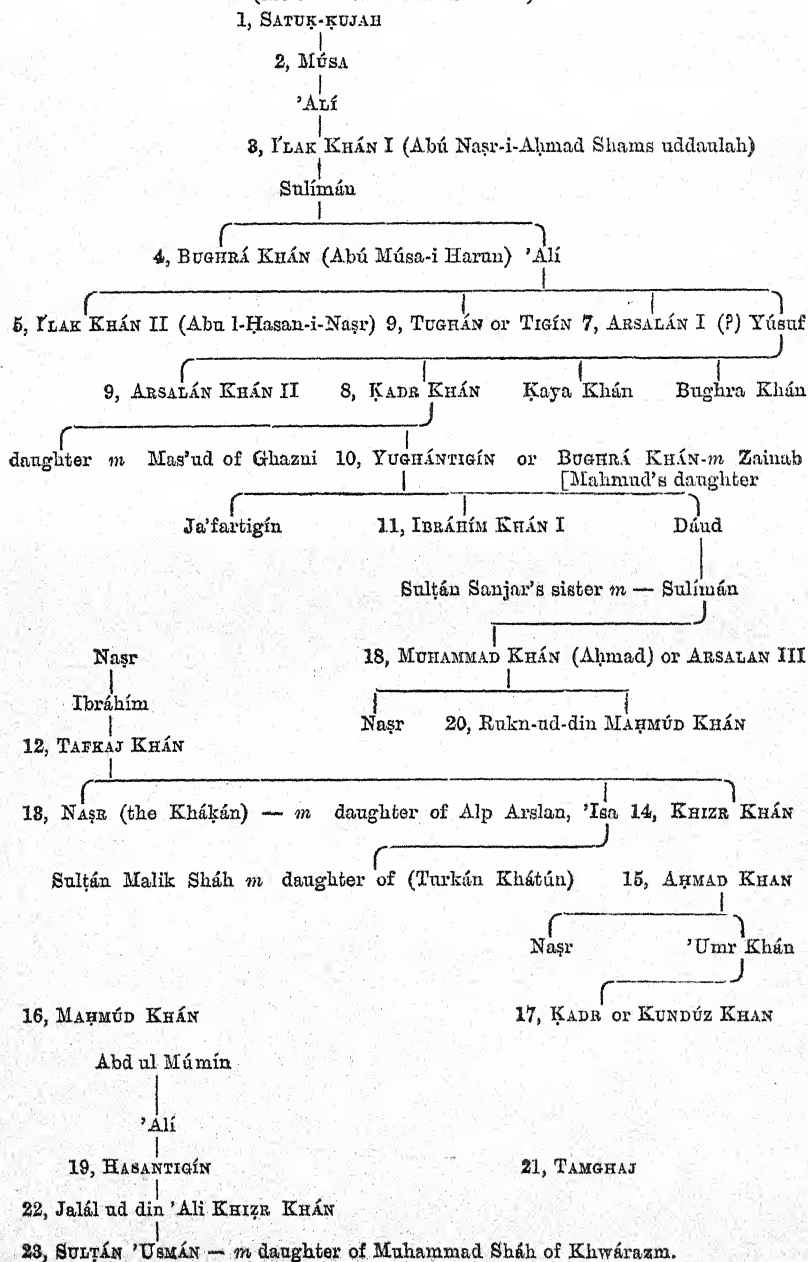 1, SATUḲ-ḲUJAH
2, MÚSA
’ALÍ
3, I'LAK KHÁN I (Abú Naṣr-i-Aḥmad Shams uddaulah)
Sulímán
4, BUGHRÁ KHÁN (Abú Músa-i Harun) ’Alí
5, I'LAK KHÁN II (Abu l-Ḥasan-i-Naṣr) 9, TUGHÁN or TIGÍN 7, ARSALÁN I (?) Yúsuf
9, ARSALÁN KHÁN II 8, ḲADR KHÁN Ḳaya Khán Bughra Khán
daughter m Mas'ud of Ghazni 10, YUGHÁNTIGÍN or BUGHRÁ KHÁN-m Zainab
[Mahmud's daughter
Ja'fartigín 11, IBRÁHÍM KHÁN I Dáud
Sulṭán Sanjar's sister m — Sulímán
Naṣr 18, MUHAMMAD KHÁN (Aḥmad) or ARSALAN III
Ibráhím
Naṣr 20, Rukn-ud-din MAḤMÚD KHÁN
12, TAFKAJ KHÁN
13, NAṢR (the Kháḳán) — m daughter of Alp Arslan, ’Isa 14, KHIZR KHÁN
Sulṭán Malik Sháh m daughter of (Turkán Khátún) 15, AḤMAD KHAN
Naṣr ’Umr Khán
16, MAḤMÚD KHÁN 17, ḲADR or KUNDÚZ KHAN
Abd ul Múmín
’Alí
19, HASANTIGÍN 21, TAMGHAJ
22, Jalál ud din ’Ali KHIẒR KHÁN
23, SULṬÁN ’USMÁN — m daughter of Muhammad Sháh of Khwárazm.